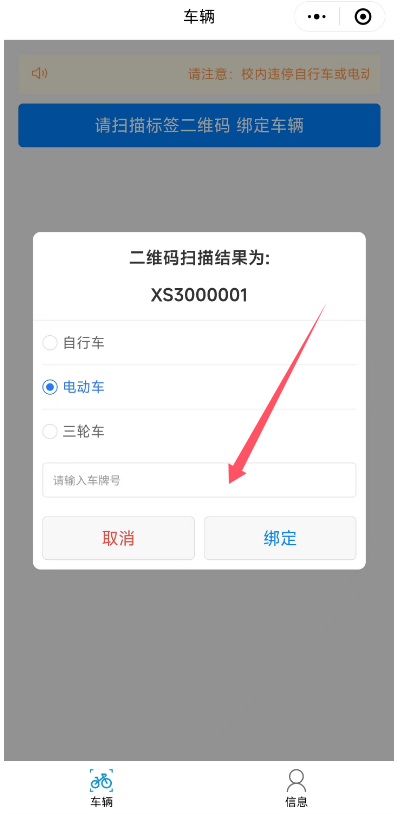 车辆
请注意：校内违停自行车或电动
请扫描标签二维码 绑定车辆
二维码扫描结果为:
XS3000001
自行车
电动车
三轮车
请输入车牌号
取消
绑定
车辆
信息